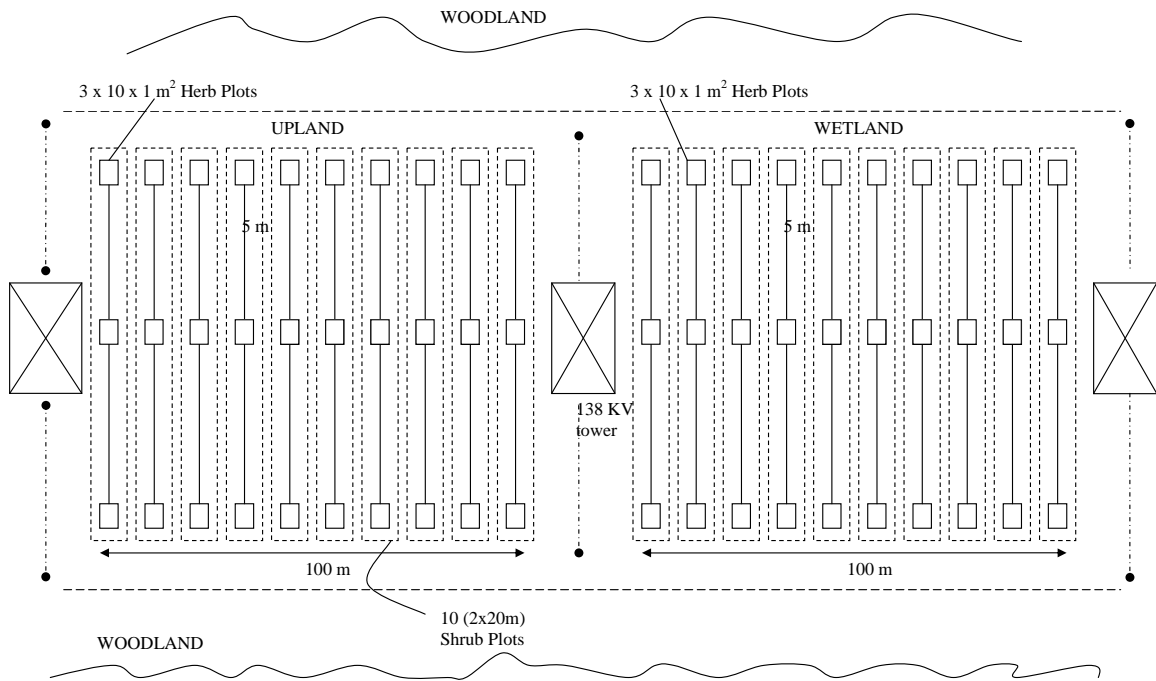 WOODLAND
3 x 10 x 1 m² Herb Plots
3 x 10 x 1 m² Herb Plots
UPLAND
WETLAND
5 m
5 m
138 KV
tower
100 m
100 m
10 (2x20m)
Shrub Plots
WOODLAND